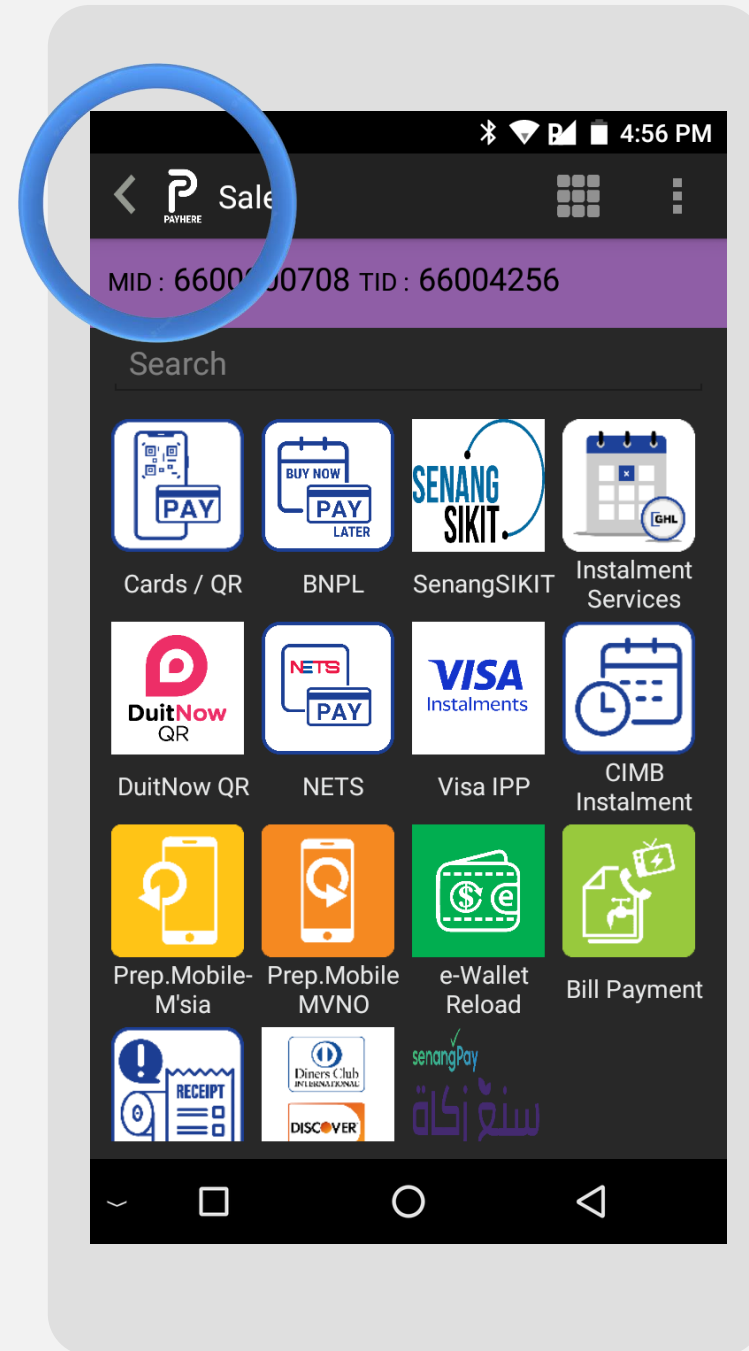 4:56 PM
PAYHERE Sale
MID : 6600000708 TID : 66004256
Search
PAY
BUY NOW
PAY
LATER
SENANG
SIKIT.
GHL
Cards / QR BNPL SenangSIKIT Instalment
Services
DuitNow
QR
NETS
PAY
VISA
Instalments
DuitNow QR NETS Visa IPP CIMB
Instalment
$ e
Prep.Mobile-
M'sia
Prep.Mobile
MVNO
e-Wallet
Reload
Bill Payment
RECEIPT
Diners Club
INTERNATIONAL
DISCOVER
senangPay